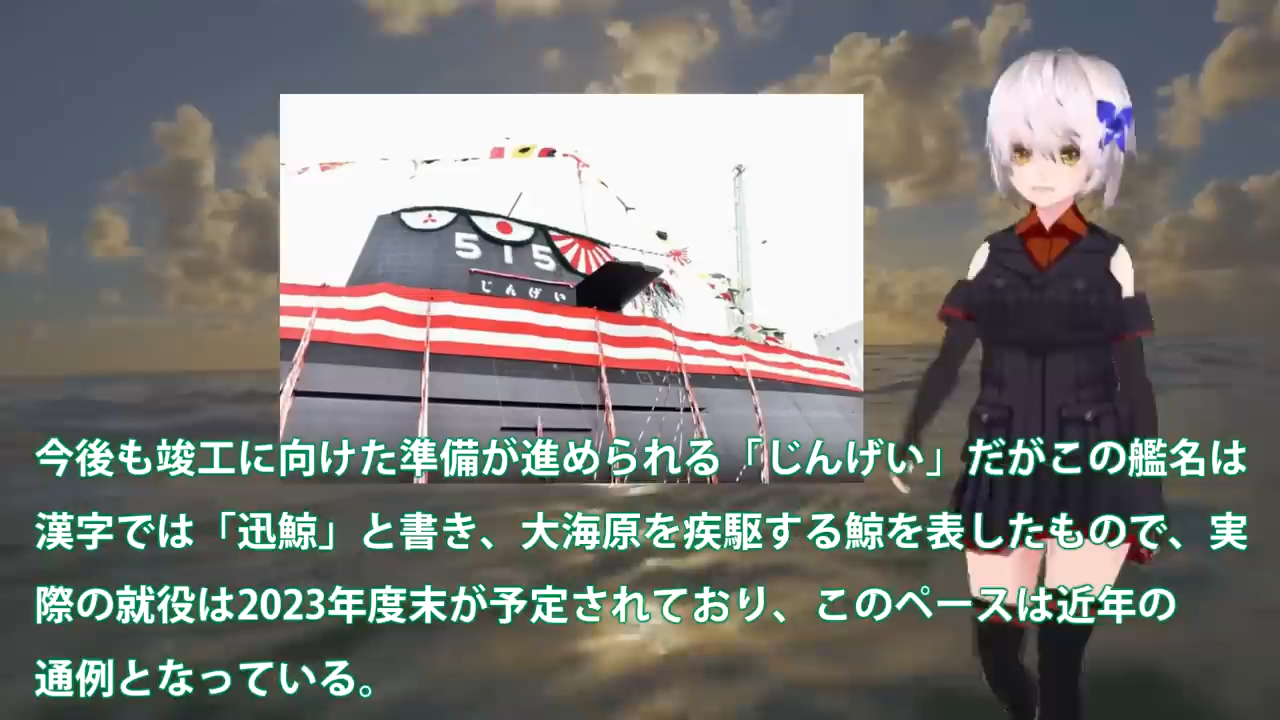 515
じんげい
今後も竣工に向けた準備が進められる「じんげい」だがこの艦名は
漢字では「迅鯨」と書き、大海原を疾駆する鯨を表したもので、実
際の就役は2023年度末が予定されており、このペースは近年の
通例となっている。